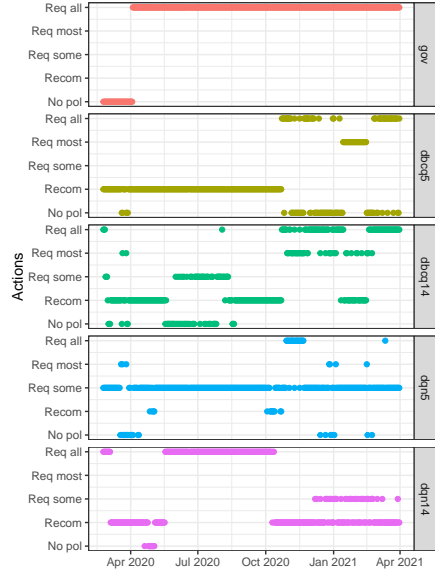 Actions
Req all
Req most
Req some
Recom
No pol
gov
Req all
Req most
Req some
Recom
No pol
dbcq5
Req all
Req most
Req some
Recom
No pol
dbcq14
Req all
Req most
Req some
Recom
No pol
dqn5
Req all
Req most
Req some
Recom
No pol
dqn14
Apr 2020 Jul 2020 Oct 2020 Jan 2021 Apr 2021